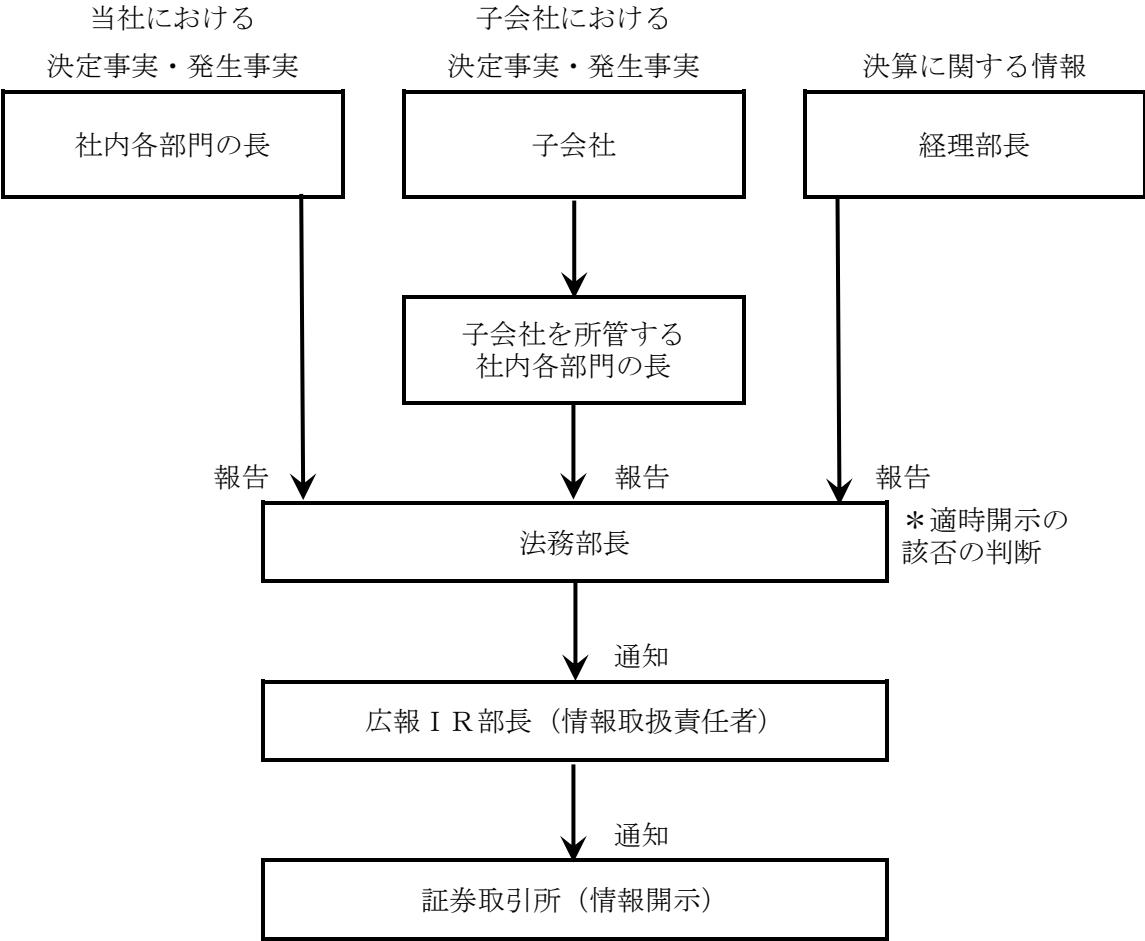 当社における
決定事実・発生事実
子会社における
決定事実・発生事実
決算に関する情報
社内各部門の長
子会社
経理部長
子会社を所管する
社内各部門の長
報告
報告
報告
法務部長
＊適時開示の
該否の判断
通知
広報ＩＲ部長（情報取扱責任者）
通知
証券取引所（情報開示）